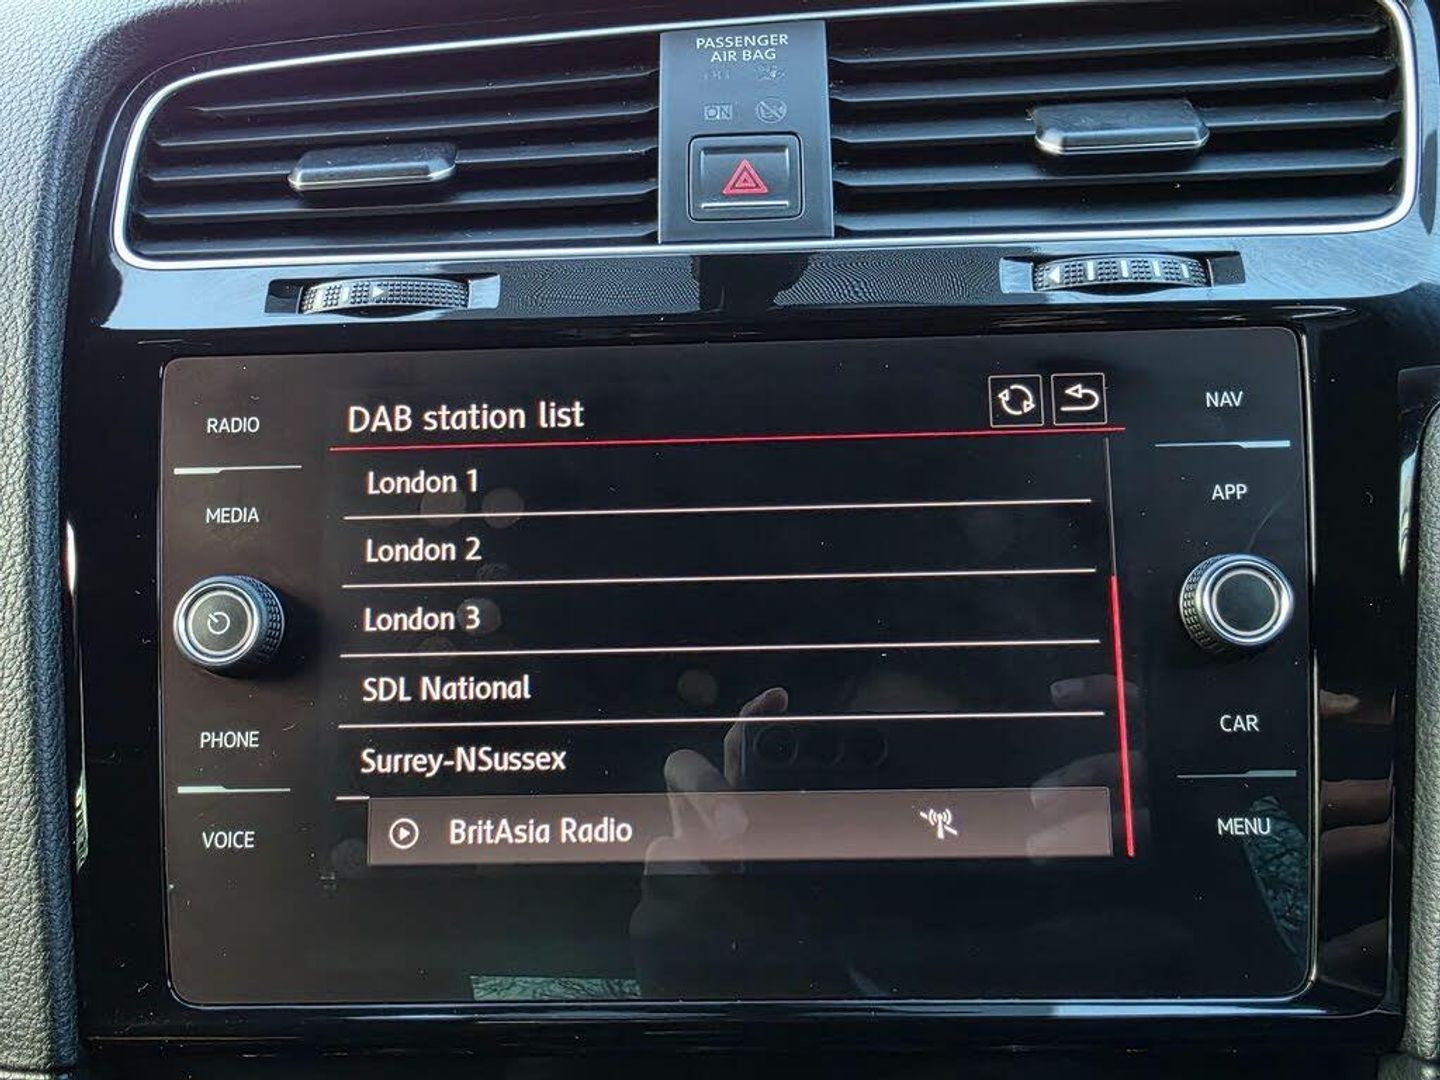 PASSENGER
AIR BAG
ON
RADIO
MEDIA
PHONE
VOICE
DAB station list
London 1
London 2
London 3
SDL National
Surrey-NSussex
BritAsia Radio
NAV
APP
CAR
MENU